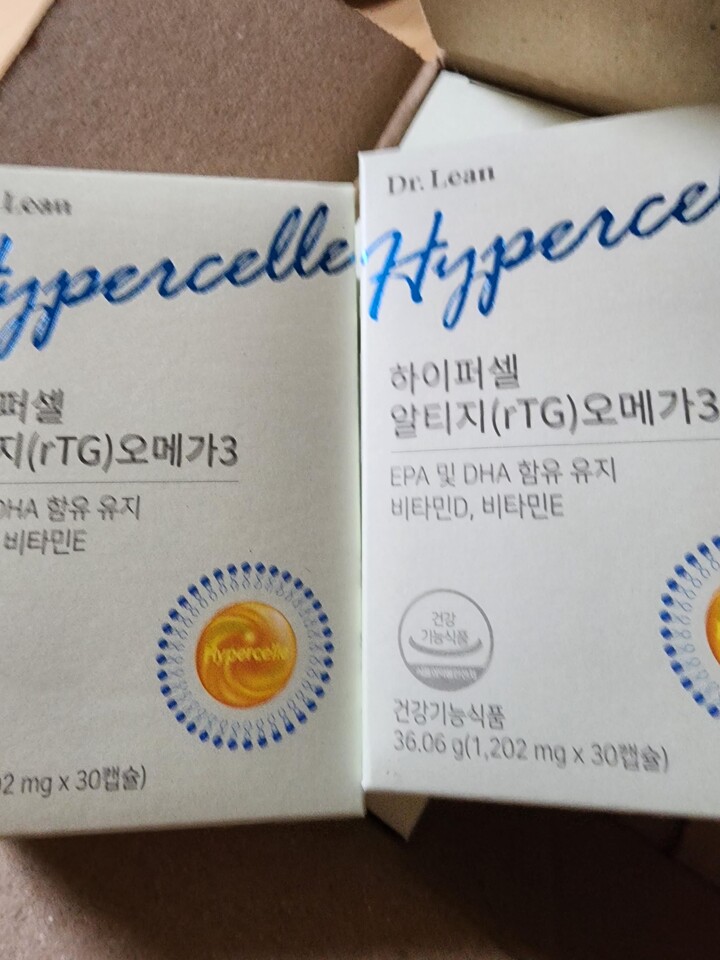 Lean
Hypercelle
퍼셀
지(rTG)오메가3
DHA 함유 유지
비타민E
Hypercelle
02 mg x 30캡슐)
Dr. Lean
Hyperce
하이퍼셀
알티지(rTG)오메가3
EPA 및 DHA 함유 유지
비타민D, 비타민E
건강
기능식품
건강기능식품
36.06 g(1,202 mg x 30캡슐)